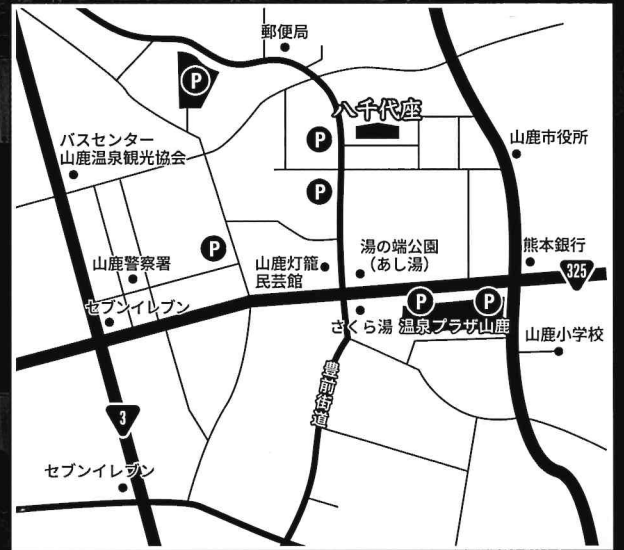 郵便局
P
八千代座
バスセンター
山鹿温泉観光協会
P
山鹿市役所
P
P
山鹿警察署
山鹿灯籠
民芸館
湯の端公園
（あし湯）
熊本銀行
325
セブンイレブン
さくら湯
P
P
温泉プラザ山鹿
山鹿小学校
豊前街道
3
セブンイレブン